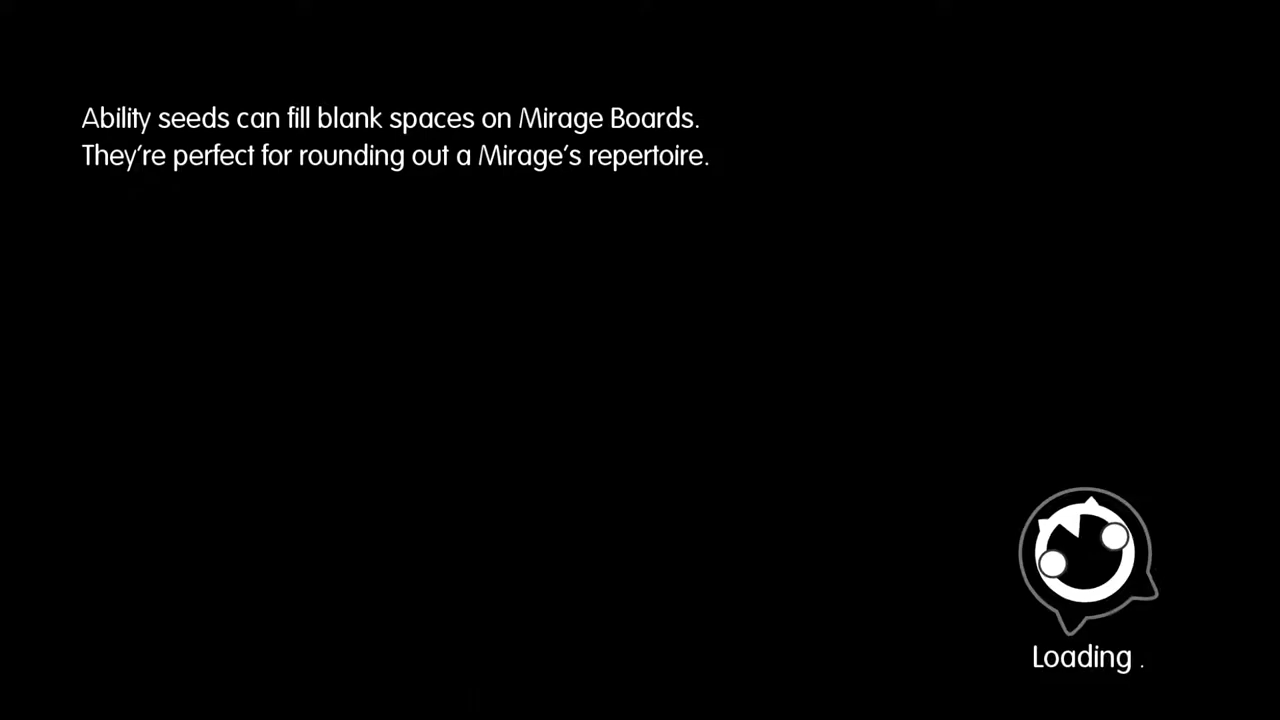 Ability seeds can fill blank spaces on Mirage Boards.
They're perfect for rounding out a Mirage's repertoire.
Loading .